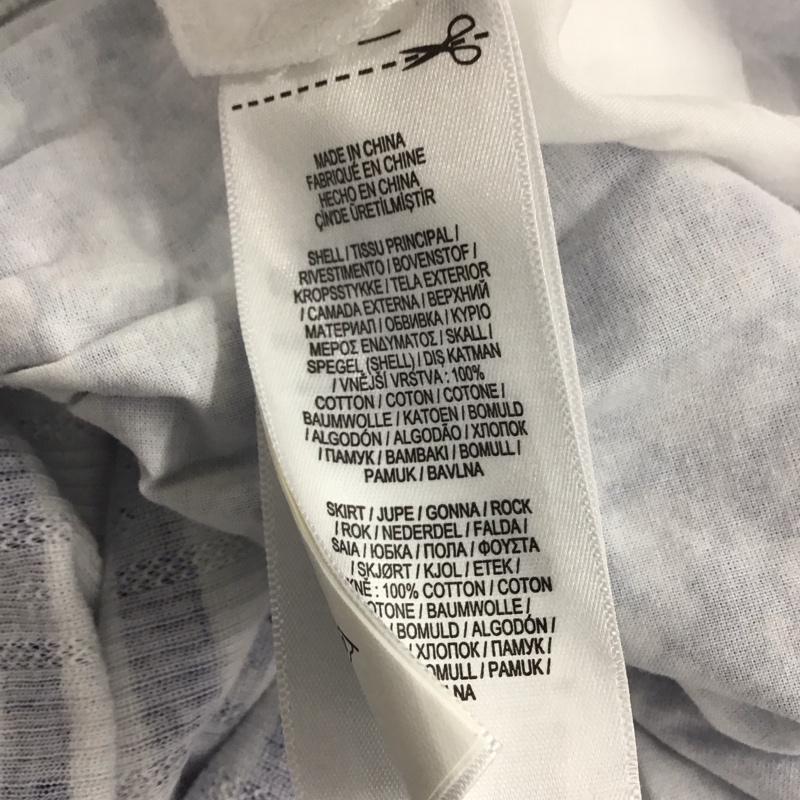 MADE IN CHINA
FABRIQUÉ EN CHINE
HECHO EN CHINA
ÇİN'DE ÜRETİLMİŞTİR
SHELL / TISSU PRINCIPAL /
RIVESTIMENTO / BOVENSTOF /
KROPSSTYKKE / TELA EXTERIOR
/ CAMADA EXTERNA / ВЕРХНИЙ
МАТЕРИАЛ / ОБВИВКА / ΚΥΡΙΟ
ΜΕΡΟΣ ΕΝΔΥΜΑΤΟΣ / SKALL /
SPEGEL (SHELL) / DIŞ KATMAN
/ VNĚJŠÍ VRSTVA : 100%
COTTON / COTON / COTONE /
BAUMWOLLE / KATOEN / BOMULD
/ ALGODÓN / ALGODÃO / ХЛОПОК
/ ПАМУК / BAMBAKI / BOMULL /
PAMUK / BAVLNA
SKIRT / JUPE / GONNA / ROCK
/ ROK / NEDERDEL / FALDA /
SAIA / ЮБКА / ПОЛА / ΦΟΥΣΤΑ
/ SKJØRT / KJOL / ETEK /
: 100% COTTON / COTON
BAUMWOLLE /
/ BOMULD / ALGODÓN /
/ ХЛОПОК / ПАМУК /
/ PAMUK /